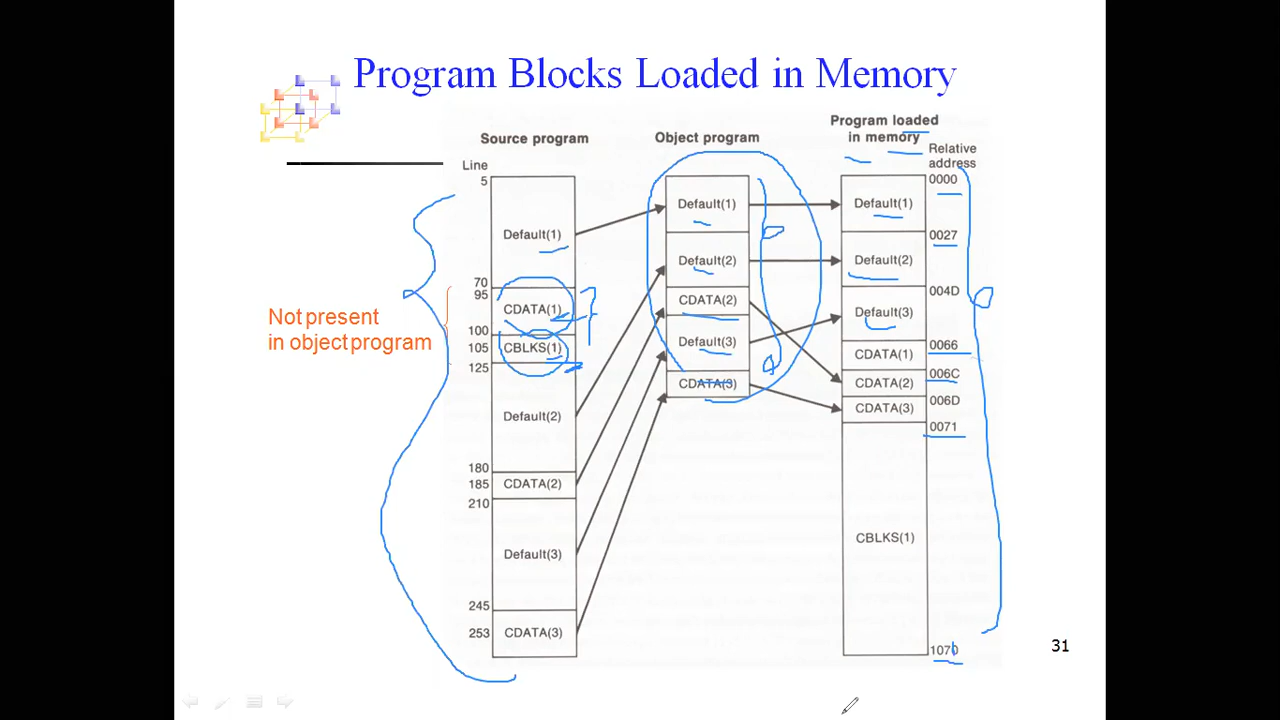 Program Blocks Loaded in Memory
Source program
Object program
Program loaded
in memory
Relative
address
Line
5
Default(1)
70
95
CDATA(1)
100
105
CBLKS(1)
125
Default(2)
180
185
CDATA(2)
210
Default(3)
245
253
CDATA(3)
Not present
in object program
Default(1)
Default(2)
CDATA(2)
Default(3)
CDATA(3)
0000
Default(1)
0027
Default(2)
004D
Default(3)
0066
CDATA(1)
006C
CDATA(2)
006D
CDATA(3)
0071
CBLKS(1)
1070
31